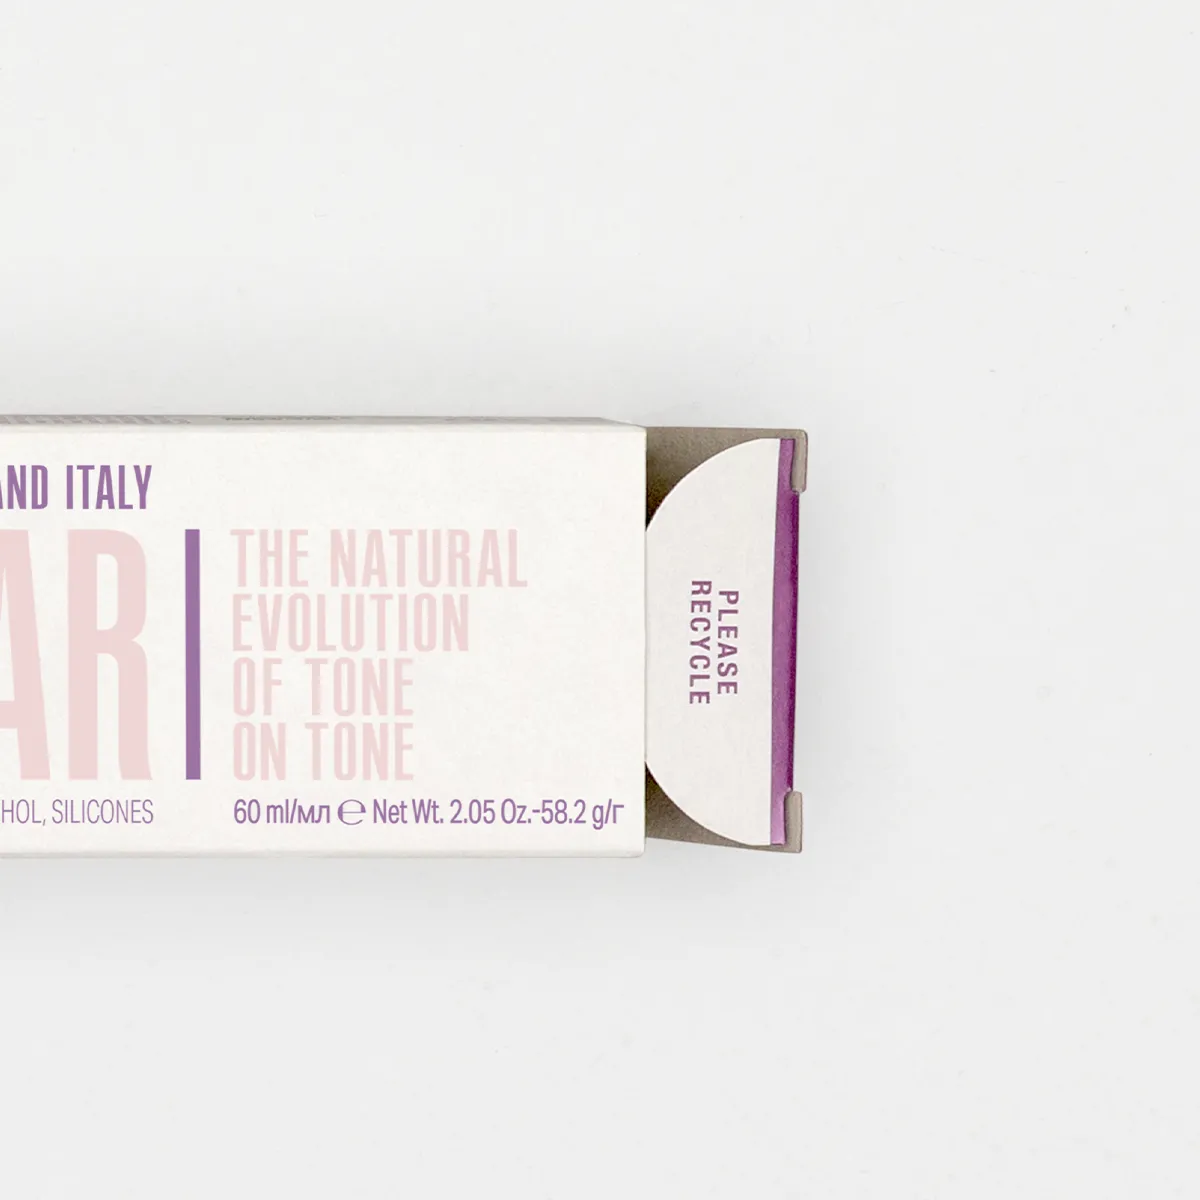 AND ITALY
AR
THE NATURAL
EVOLUTION
OF TONE
ON TONE
HOL, SILICONES
60 ml/мл ℮ Net Wt. 2.05 Oz.-58.2 g/г
PLEASE
RECYCLE